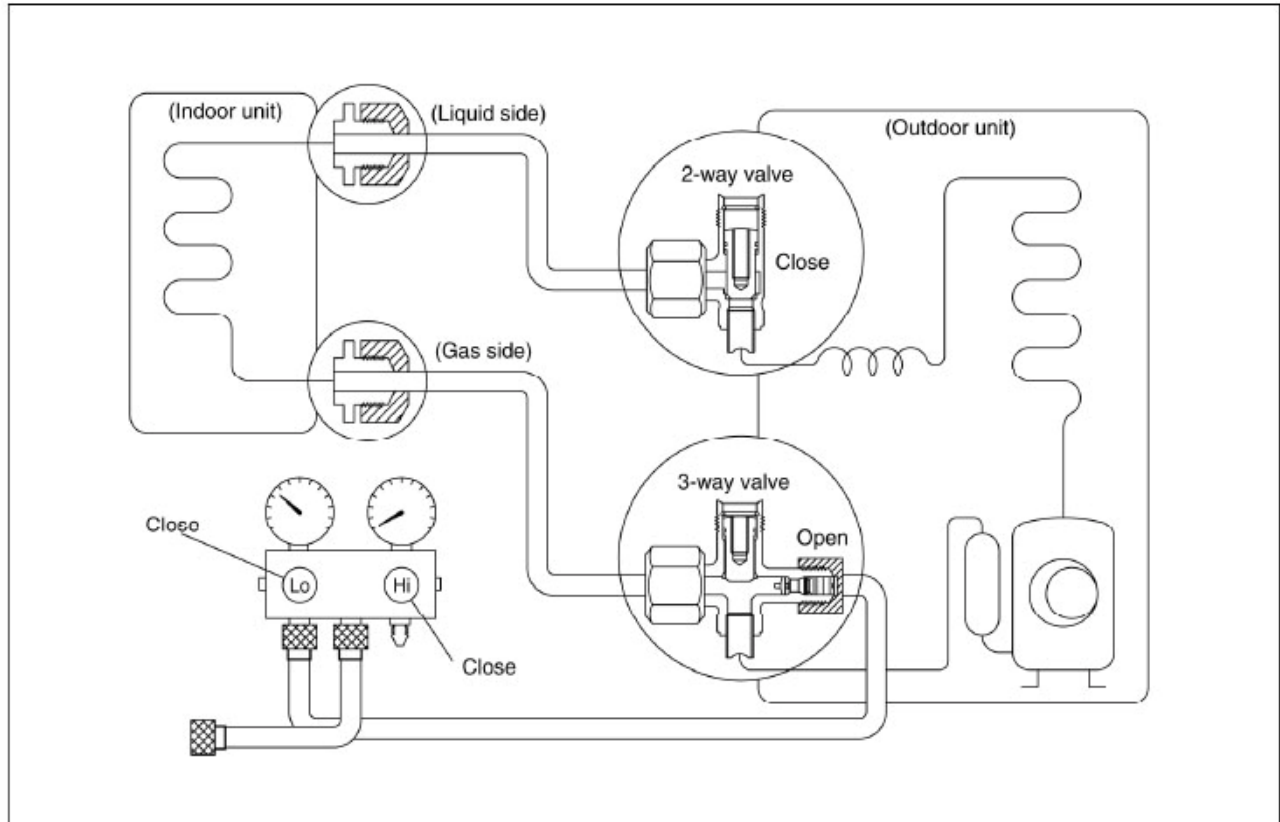 (Indoor unit)
(Liquid side)
(Outdoor unit)
2-way valve
Close
(Gas side)
3-way valve
Open
Close
Lo
Hi
Close